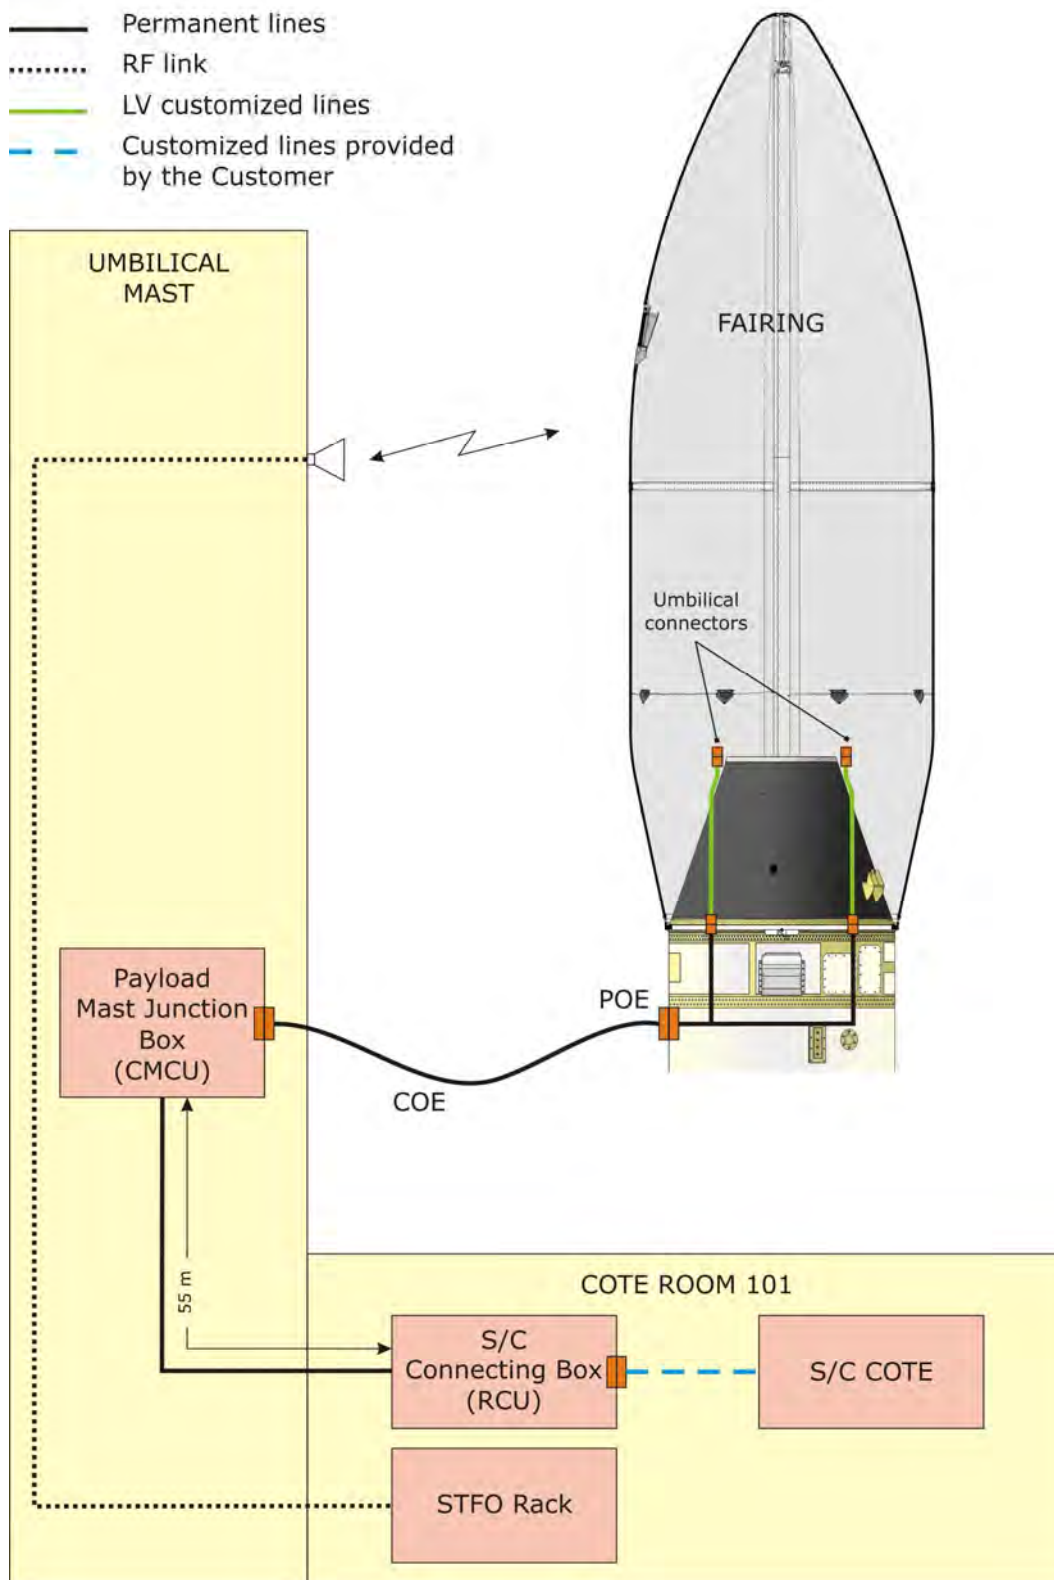 Permanent lines
RF link
LV customized lines
Customized lines provided
by the Customer
UMBILICAL
MAST
FAIRING
Umbilical
connectors
Payload
Mast Junction
Box
(CMCU)
POE
COE
55 m
COTE ROOM 101
S/C
Connecting Box
(RCU)
S/C COTE
STFO Rack